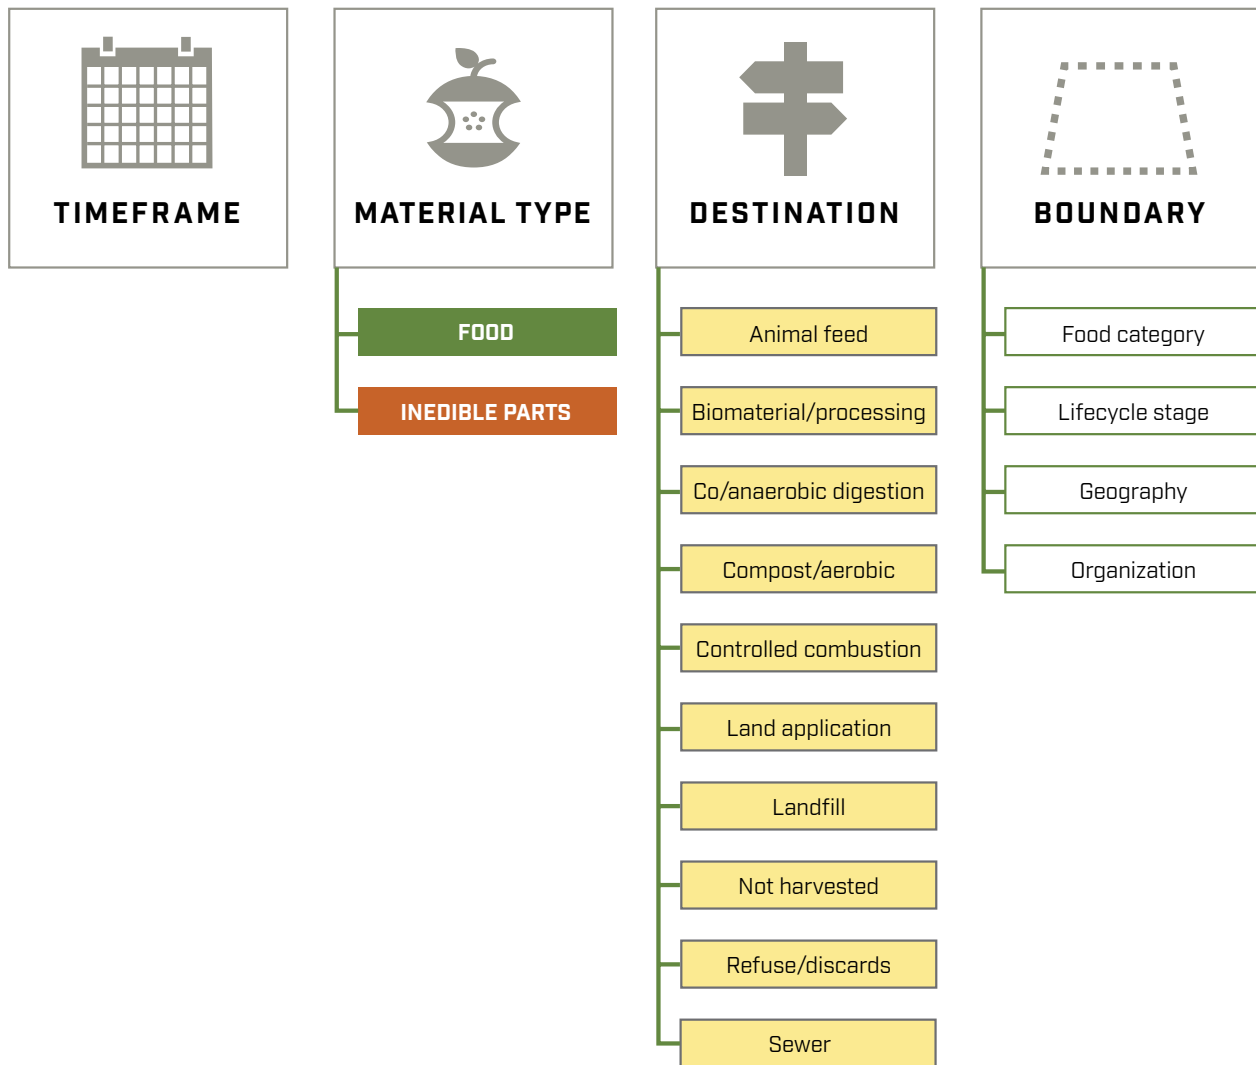 TIMEFRAME
MATERIAL TYPE
FOOD
INEDIBLE PARTS
DESTINATION
Animal feed
Biomaterial/processing
Co/anaerobic digestion
Compost/aerobic
Controlled combustion
Land application
Landfill
Not harvested
Refuse/discards
Sewer
BOUNDARY
Food category
Lifecycle stage
Geography
Organization